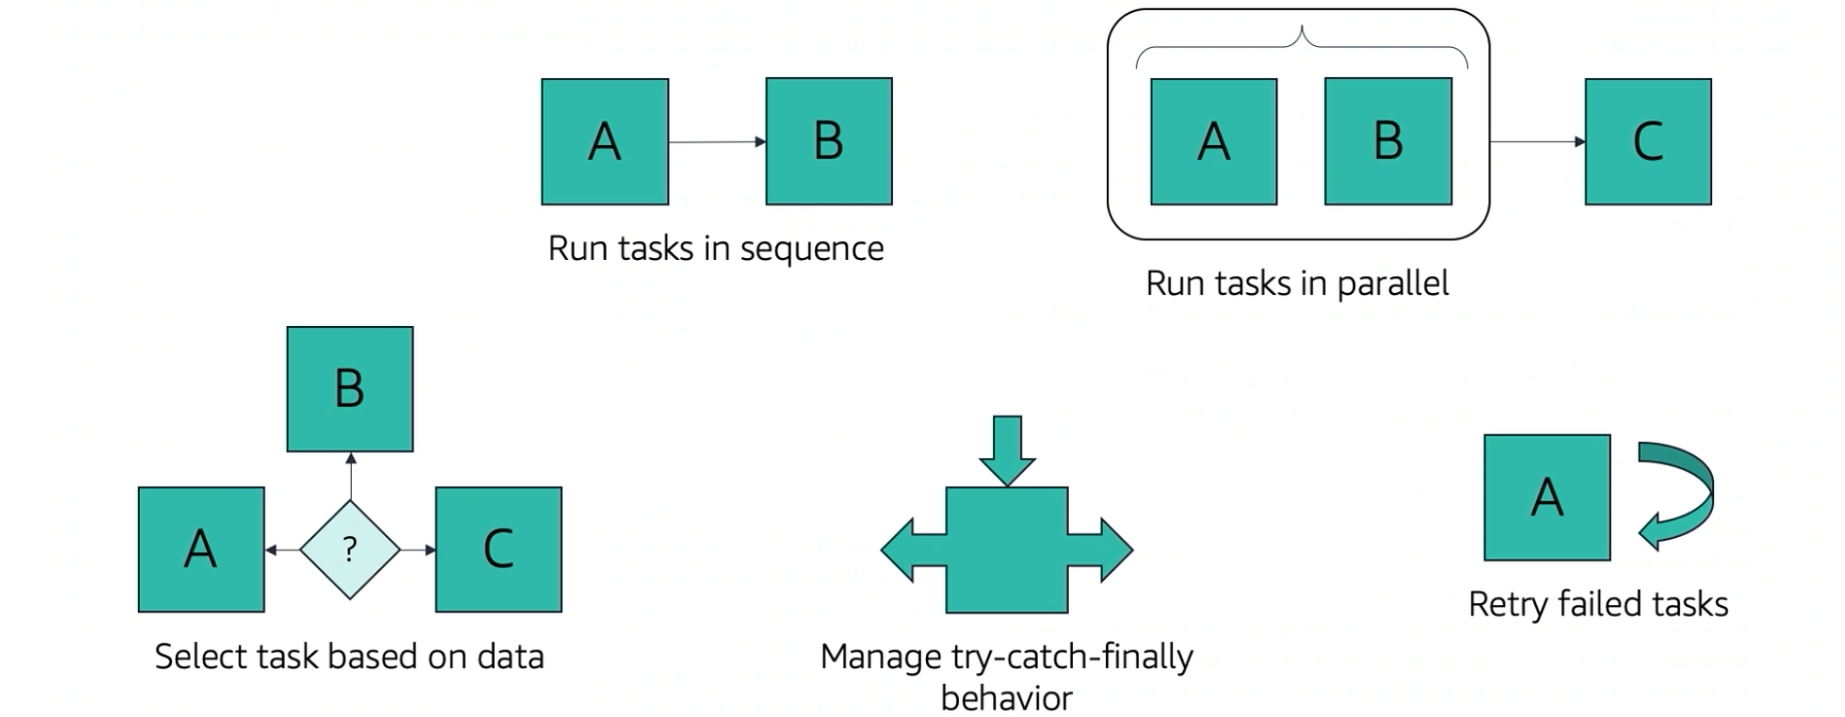 A
B
Run tasks in sequence
A
B
C
Run tasks in parallel
B
A
?
C
Select task based on data
Manage try-catch-finally
behavior
A
Retry failed tasks